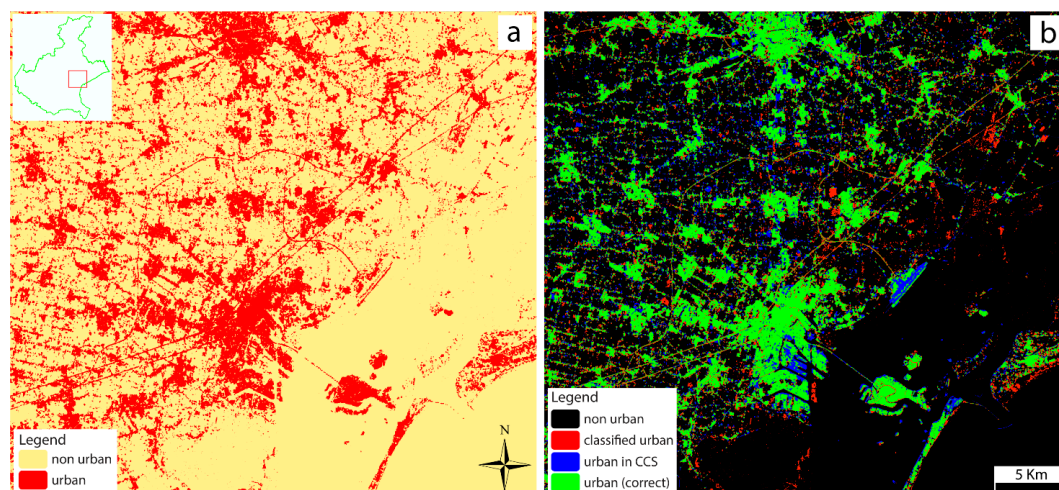 a
Legend
non urban
urban
N
b
Legend
non urban
classified urban
urban in CCS
urban (correct)
5 Km